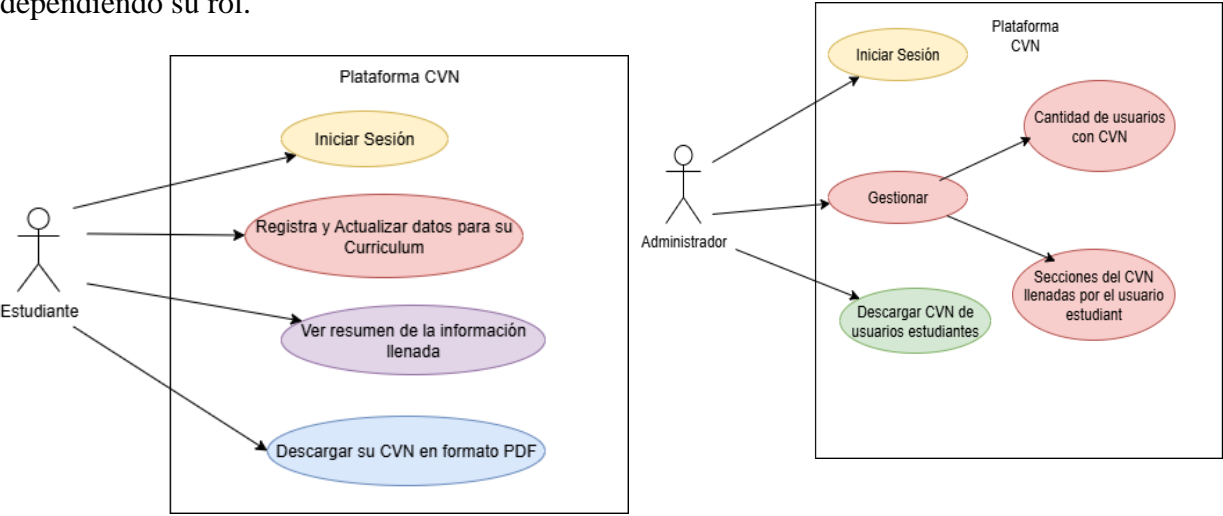 dependiendo su rol.
Plataforma CVN
Iniciar Sesión
Registra y Actualizar datos para su
Curriculum
Estudiante
Ver resumen de la información
llenada
Descargar su CVN en formato PDF
Plataforma
CVN
Iniciar Sesión
Cantidad de usuarios
con CVN
Gestionar
Administrador
Secciones del CVN
llenadas por el usuario
estudiant
Descargar CVN de
usuarios estudiantes